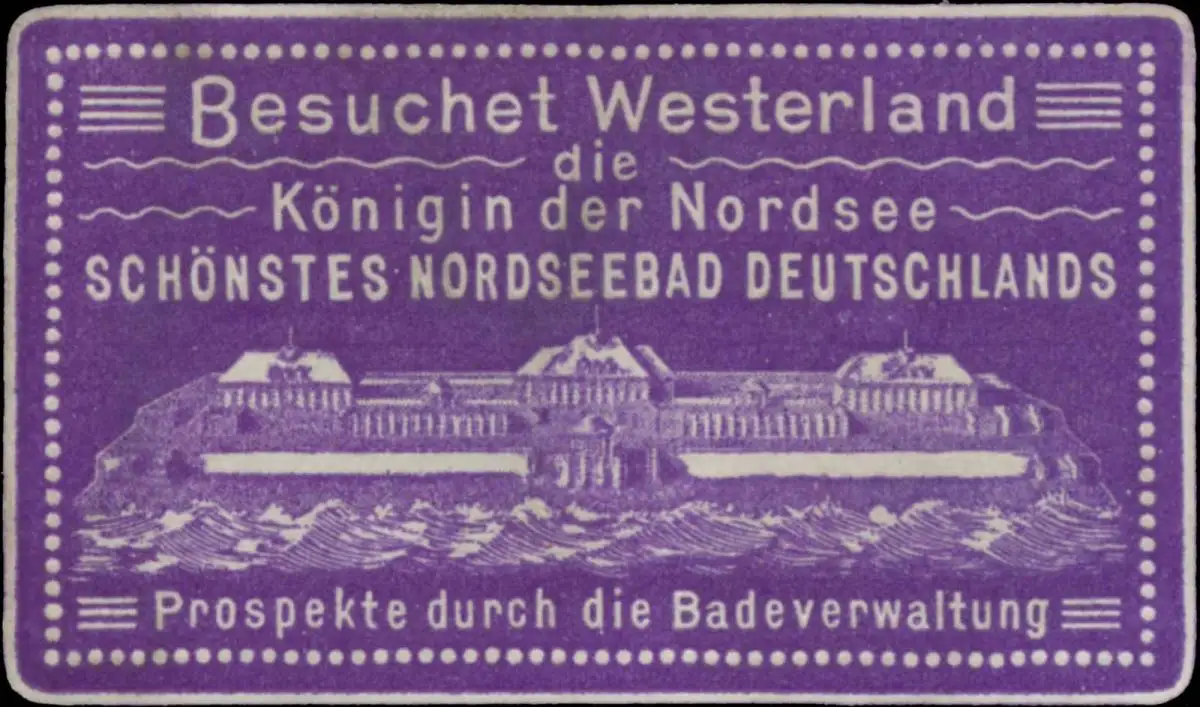 Besuchet Westerland
die
Königin der Nordsee
SCHÖNSTES NORDSEEBAD DEUTSCHLANDS
Prospekte durch die Badeverwaltung